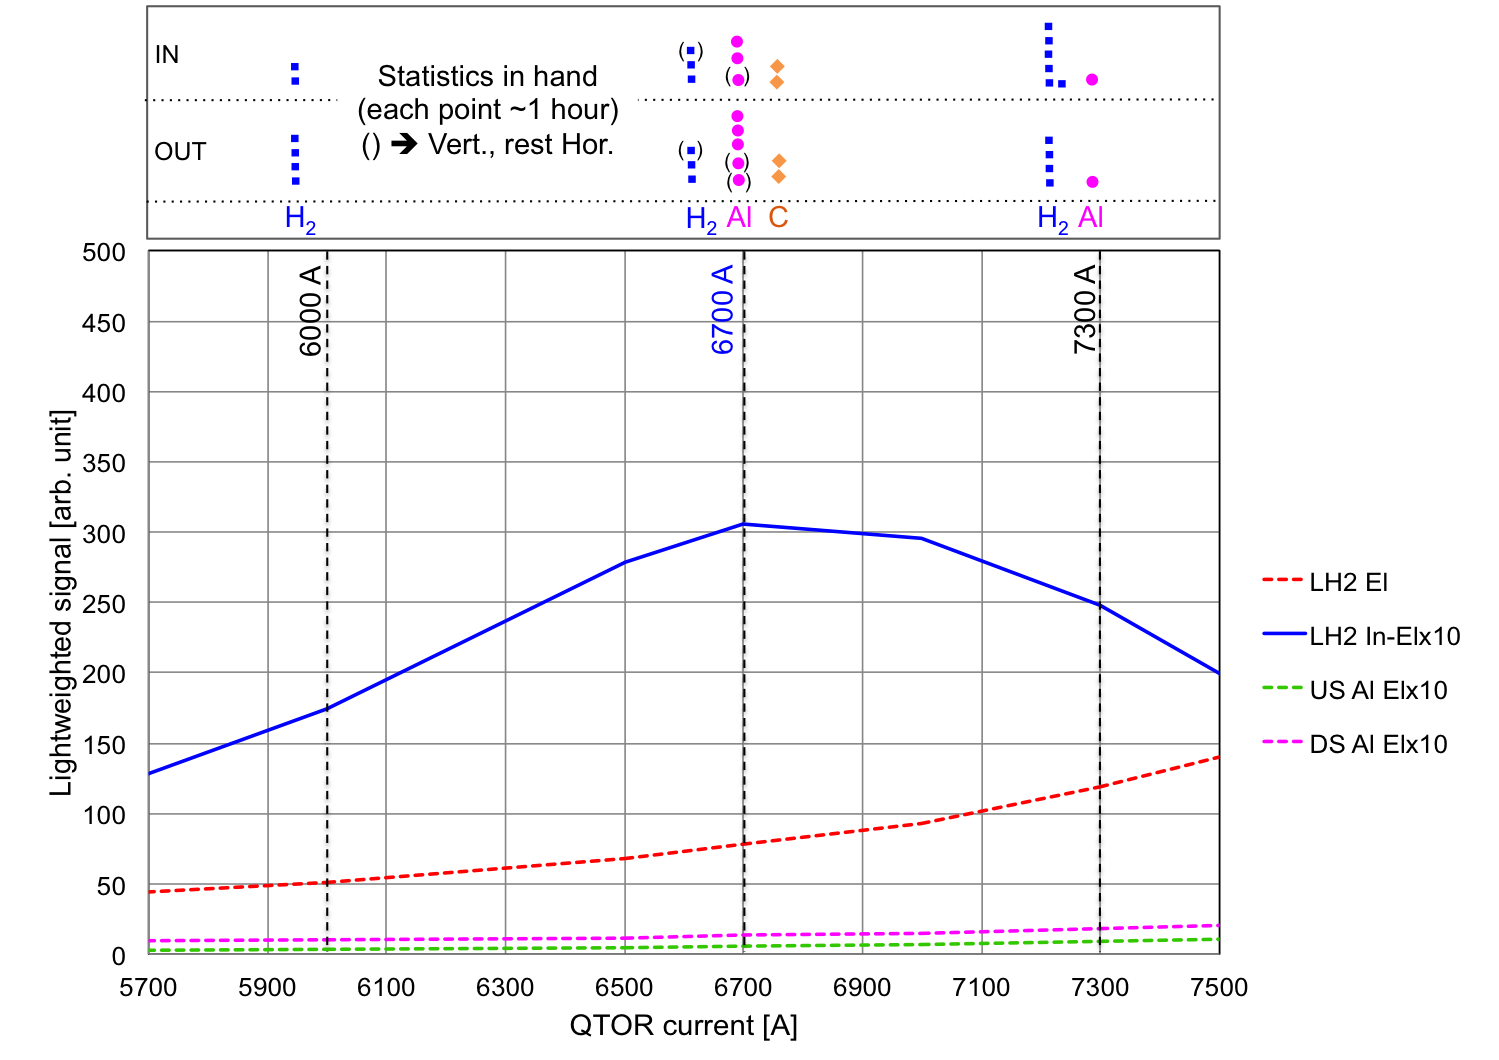 IN
Statistics in hand
(each point ~1 hour)
() ➔ Vert., rest Hor.
( )
( )
OUT
( )
( )
( )
H2
H2 Al C
H2 Al
500
450
400
350
300
250
200
150
100
50
0
6000 A
6700 A
7300 A
Lightweighted signal [arb. unit]
LH2 El
LH2 In-Elx10
US Al Elx10
DS Al Elx10
5700 5900 6100 6300 6500 6700 6900 7100 7300 7500
QTOR current [A]